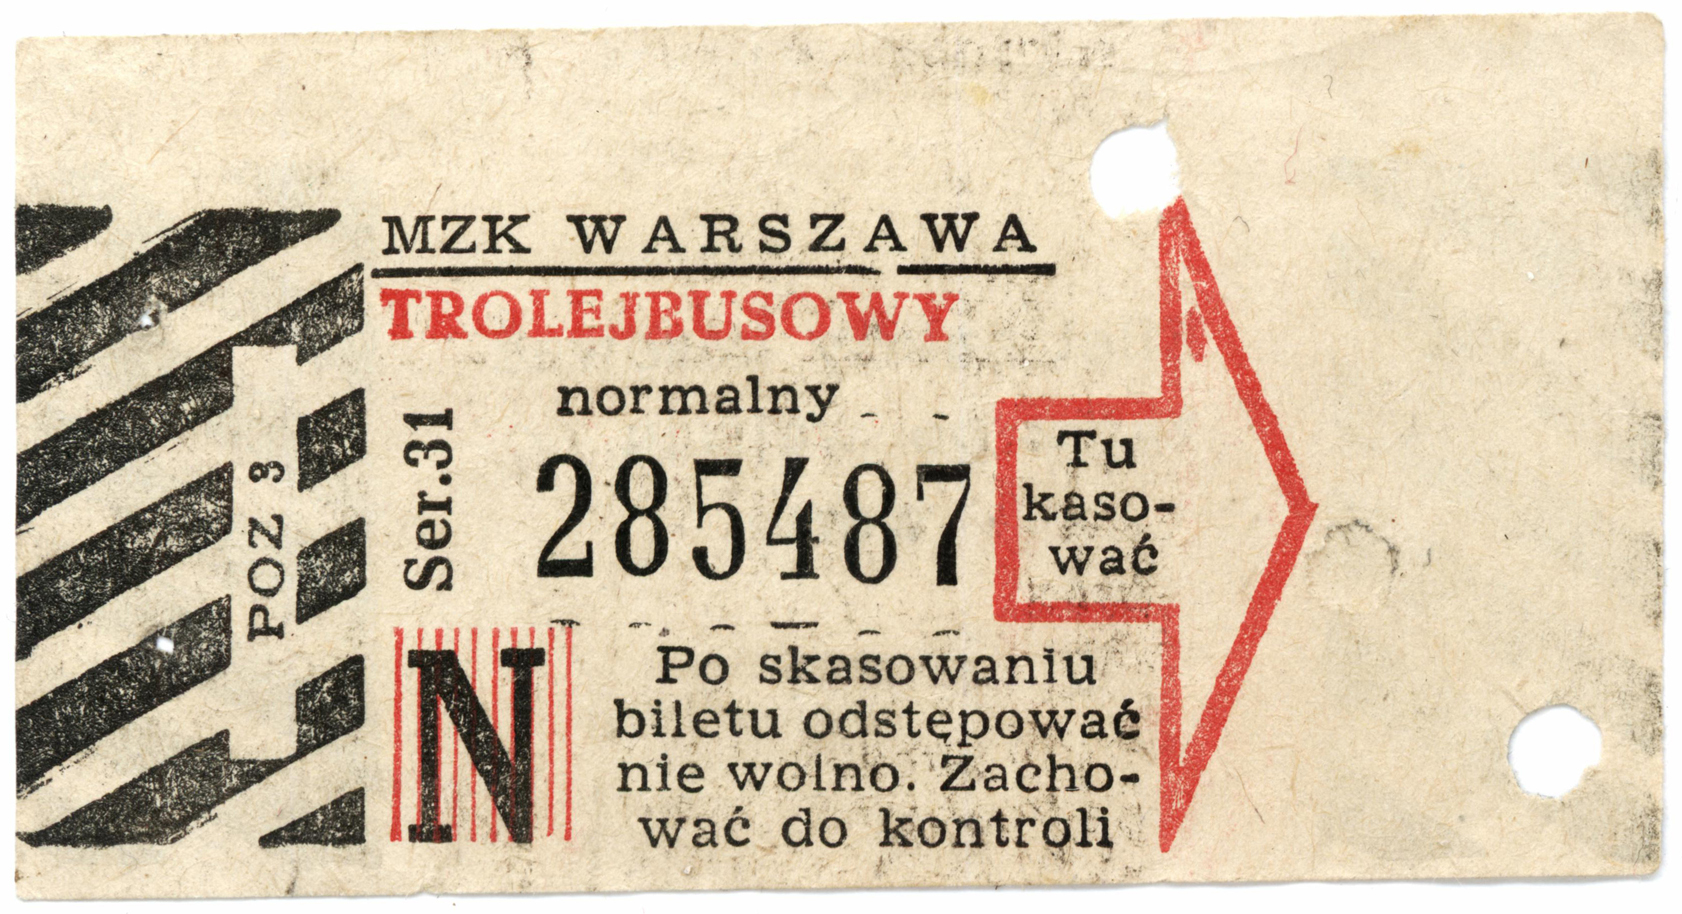 MZK WARSZAWA
TROLEJBUSOWY
normalny
Ser.31
285487
POZ 3
Tu
kaso-
wać
N
Po skasowaniu
biletu odstępować
nie wolno. Zacho-
wać do kontroli